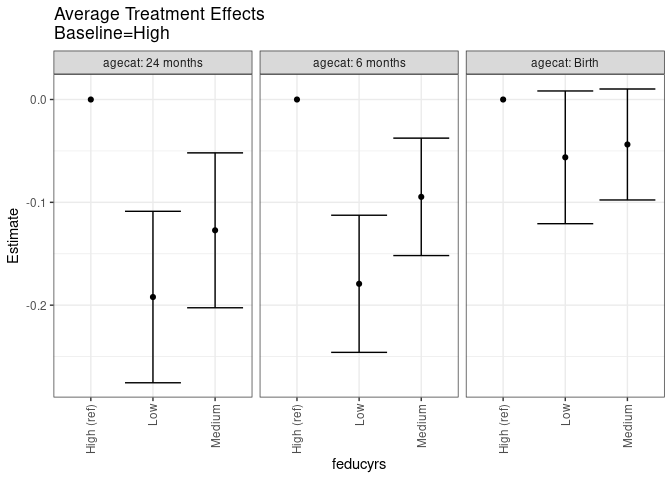 Average Treatment Effects
Baseline=High
agecat: 24 months
agecat: 6 months
agecat: Birth
Estimate
0.0
-0.1
-0.2
High (ref)
Low
Medium
High (ref)
Low
Medium
High (ref)
Low
Medium
feducyrs